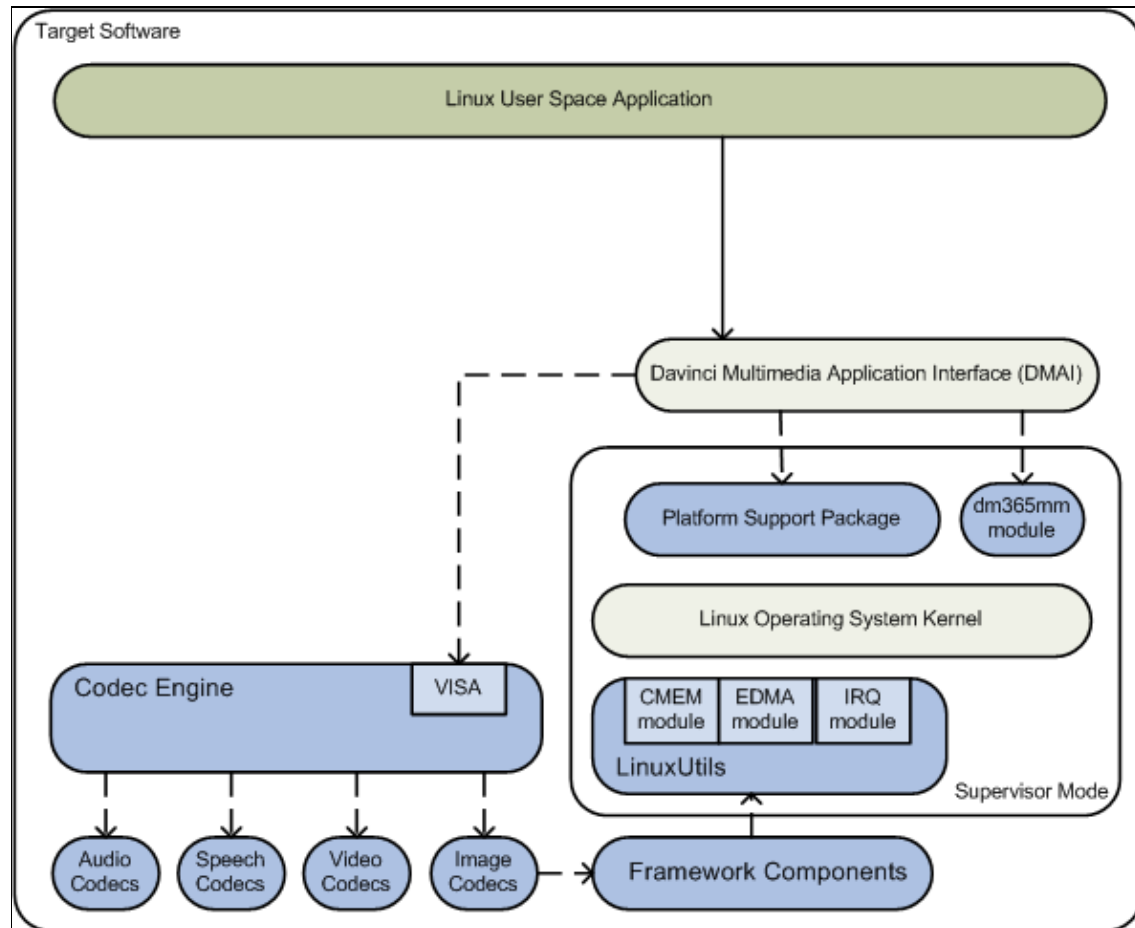 Target Software
Linux User Space Application
Davinci Multimedia Application Interface (DMAI)
Platform Support Package
dm365mm
module
Linux Operating System Kernel
Codec Engine
VISA
CMEM
module
EDMA
module
IRQ
module
LinuxUtils
Supervisor Mode
Audio
Codecs
Speech
Codecs
Video
Codecs
Image
Codecs
Framework Components